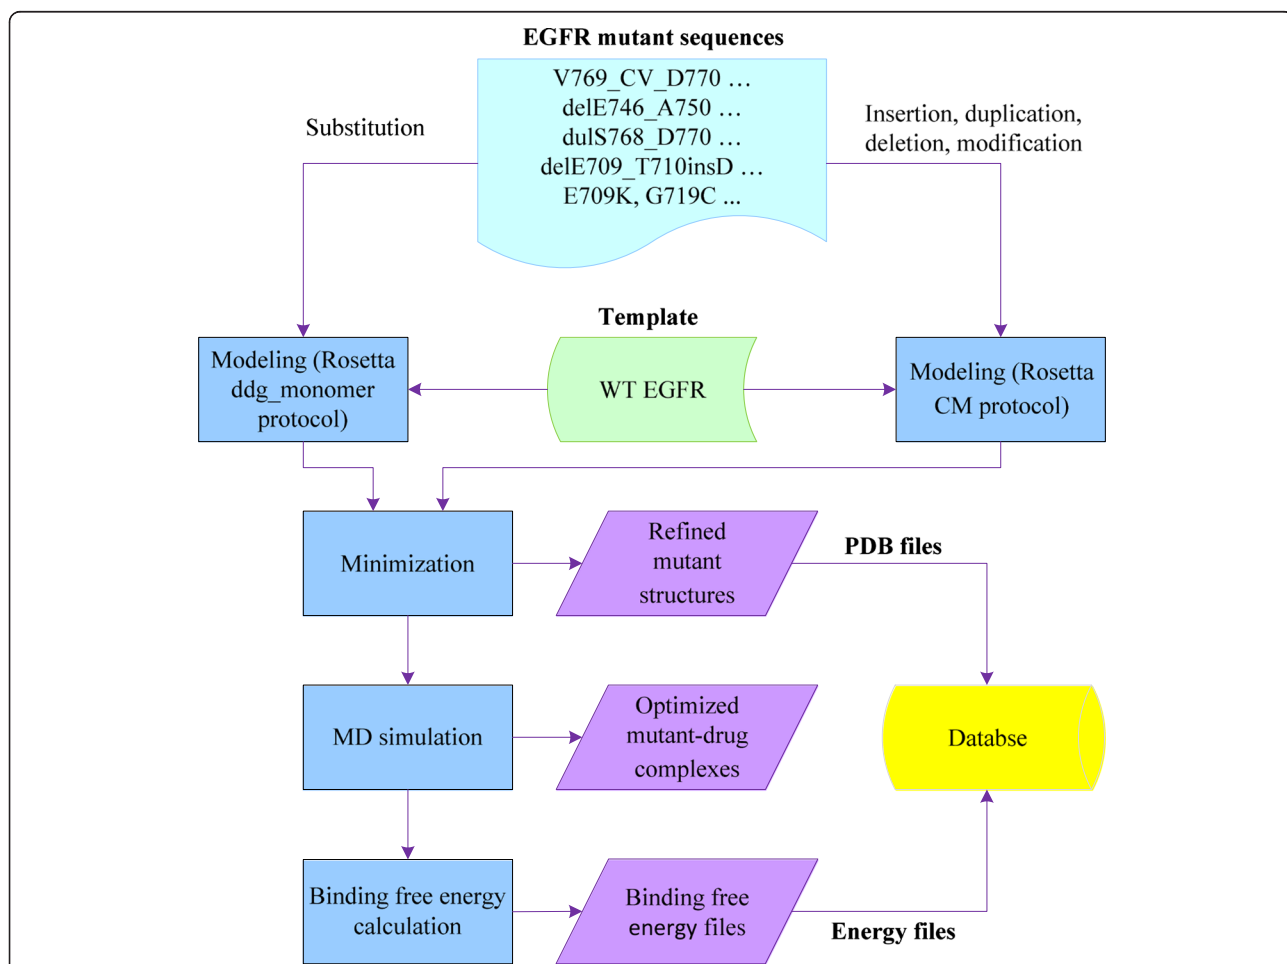 EGFR mutant sequences
V769_CV_D770 …
delE746_A750 …
dulS768_D770 …
delE709_T710insD …
E709K, G719C ...
Substitution
Insertion, duplication,
deletion, modification
Template
Modeling (Rosetta
ddg_monomer
protocol)
WT EGFR
Modeling (Rosetta
CM protocol)
Minimization
Refined
mutant
structures
PDB files
MD simulation
Optimized
mutant-drug
complexes
Databse
Binding free energy
calculation
Binding free
energy files
Energy files